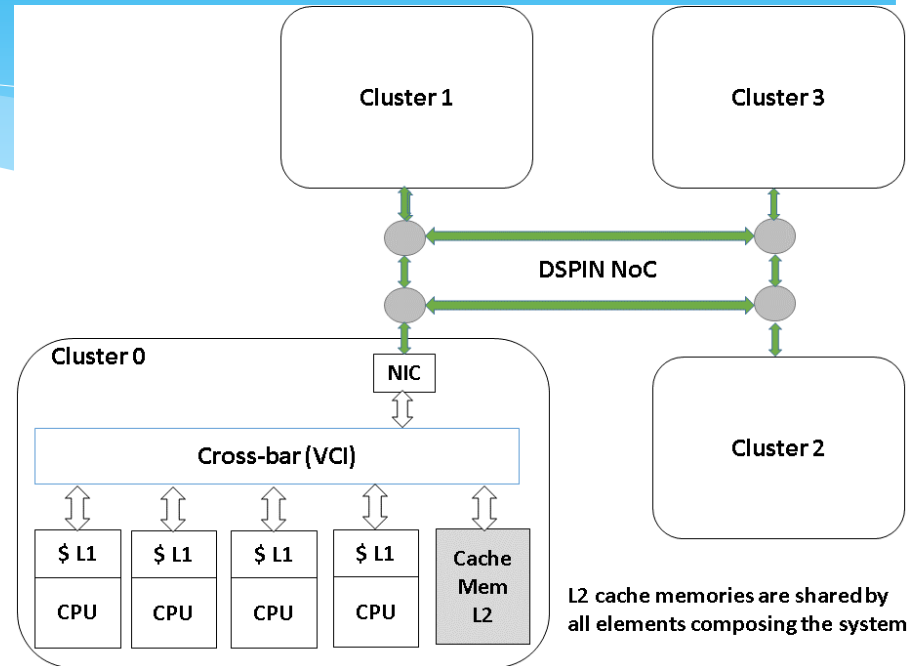 Cluster 1
Cluster 3
DSPIN NoC
Cluster 0
NIC
Cross-bar (VCI)
Cluster 2
$ L1
$ L1
$ L1
$ L1
CPU
CPU
CPU
CPU
Cache
Mem
L2
L2 cache memories are shared by
all elements composing the system